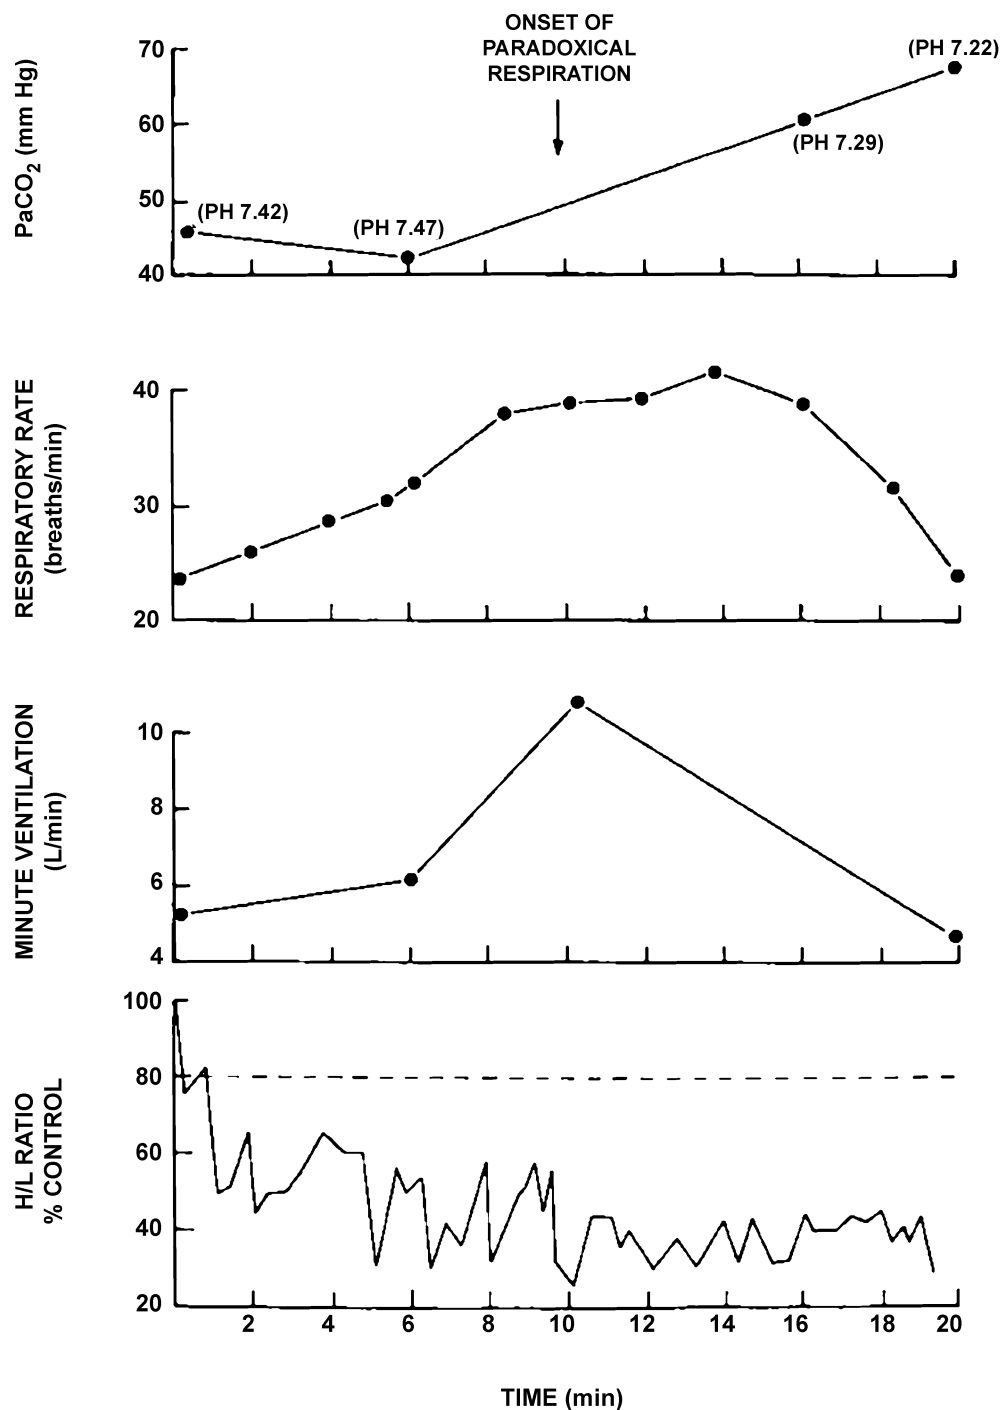 ONSET OF
PARADOXICAL
RESPIRATION
(PH 7.22)
70
60
50
40
PaCO2 (mm Hg)
(PH 7.42)
(PH 7.47)
(PH 7.29)
40
30
20
RESPIRATORY RATE
(breaths/min)
10
8
6
4
MINUTE VENTILATION
(L/min)
100
80
60
40
20
H/L RATIO
% CONTROL
2 4 6 8 10 12 14 16 18 20
TIME (min)